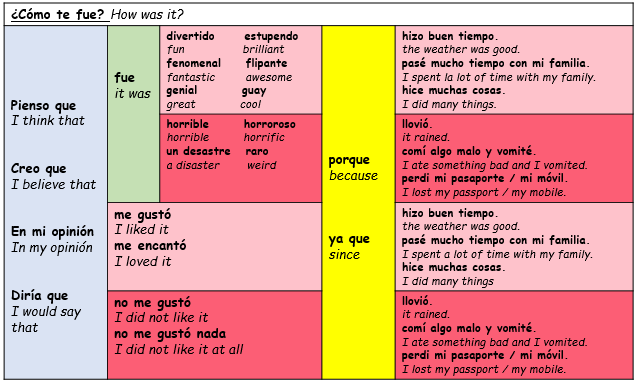 ¿Cómo te fue? How was it?
Pienso que
I think that
Creo que
I believe that
En mi opinión
In my opinión
Diría que
I would say
that
fue
it was
divertido estupendo
fun brilliant
fenomenal flipante
fantastic awesome
genial guay
great cool
horrible horroroso
horrible horrific
un desastre raro
a disaster weird
me gustó
I liked it
me encantó
I loved it
no me gustó
I did not like it
no me gustó nada
I did not like it at all
porque
because
ya que
since
hizo buen tiempo.
the weather was good.
pasé mucho tiempo con mi familia.
I spent la lot of time with my family.
hice muchas cosas.
I did many things.
llovió.
it rained.
comí algo malo y vomité.
I ate something bad and I vomited.
perdi mi pasaporte / mi móvil.
I lost my passport / my mobile.
hizo buen tiempo.
the weather was good.
pasé mucho tiempo con mi familia.
I spent a lot of time with my family.
hice muchas cosas.
I did many things
llovió.
it rained.
comí algo malo y vomité.
I ate something bad and I vomited.
perdi mi pasaporte / mi móvil.
I lost my passport / my mobile.